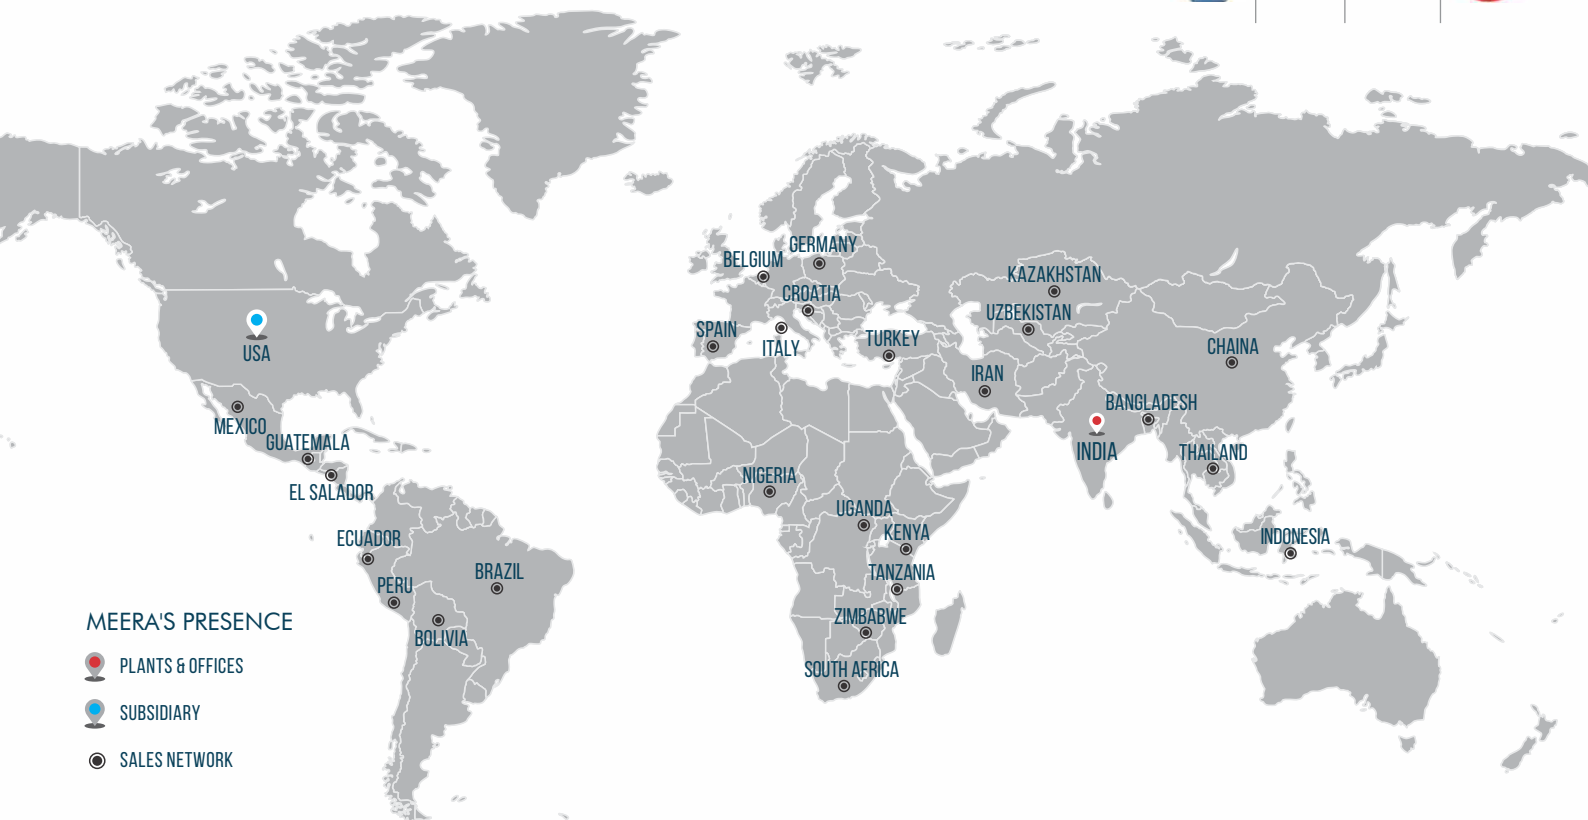 GERMANY
BELGIUM
KAZAKHSTAN
CROATIA
UZBEKISTAN
SPAIN
TURKEY
ITALY
CHAINA
USA
IRAN
BANGLADESH
MEXICO
GUATEMALA
INDIA
THAILAND
NIGERIA
EL SALADOR
UGANDA
KENYA
INDONESIA
ECUADOR
BRAZIL
TANZANIA
PERU
ZIMBABWE
BOLIVIA
SOUTH AFRICA
MEERA'S PRESENCE
PLANTS & OFFICES
SUBSIDIARY
SALES NETWORK